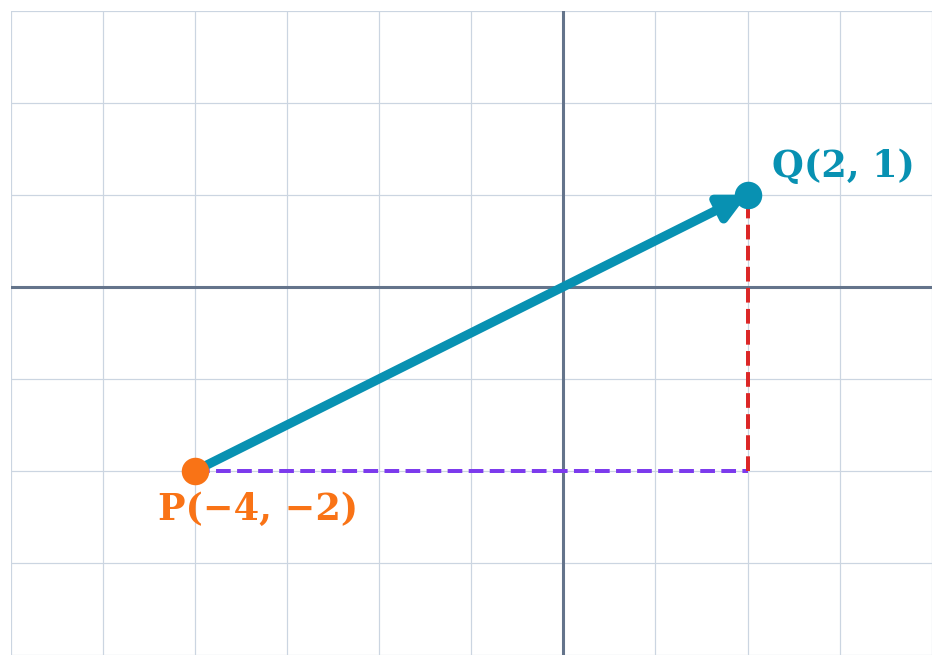 Q(2, 1)
P(−4, −2)